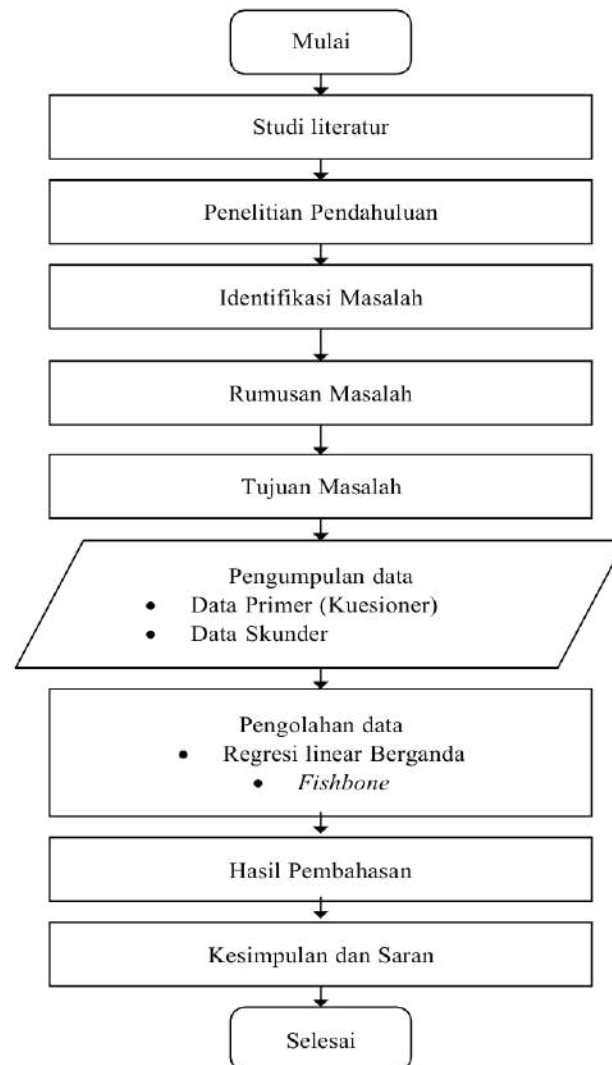 Mulai
Studi literatur
Penelitian Pendahuluan
Identifikasi Masalah
Rumusan Masalah
Tujuan Masalah
Pengumpulan data
• Data Primer (Kuesioner)
• Data Skunder
Pengolahan data
• Regresi linear Berganda
• Fishbone
Hasil Pembahasan
Kesimpulan dan Saran
Selesai